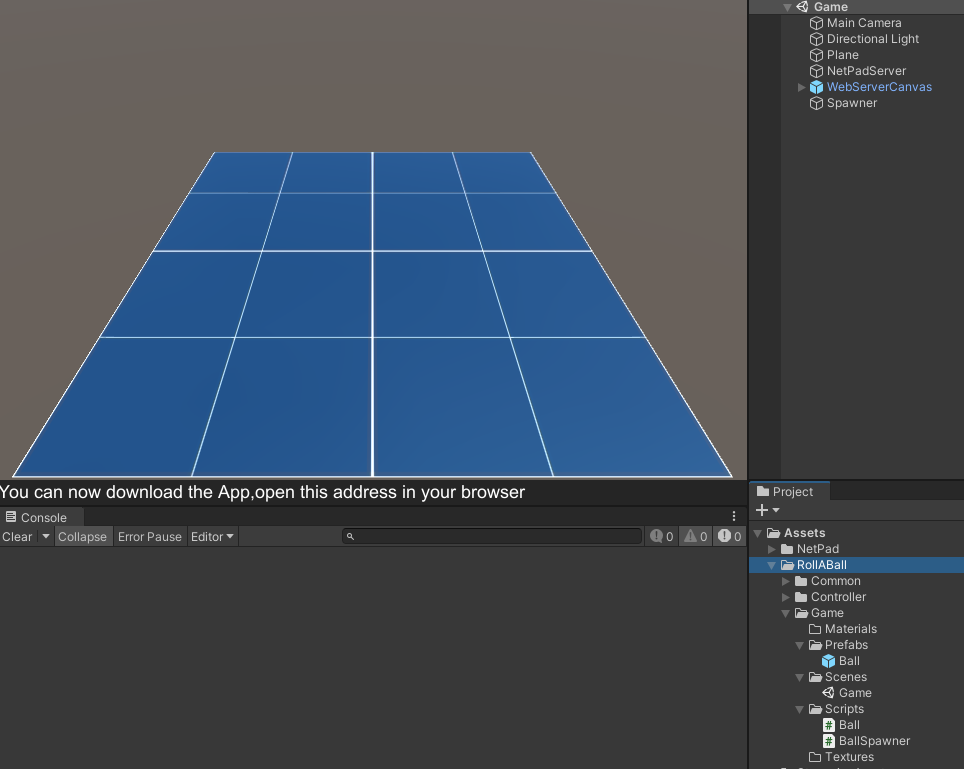 Game
Main Camera
Directional Light
Plane
NetPadServer
WebServerCanvas
Spawner
You can now download the App,open this address in your browser
Console
Clear Collapse Error Pause Editor 0 0 0
Project
Assets
NetPad
RollABall
Common
Controller
Game
Materials
Prefabs
Ball
Scenes
Game
Scripts
Ball
BallSpawner
Textures